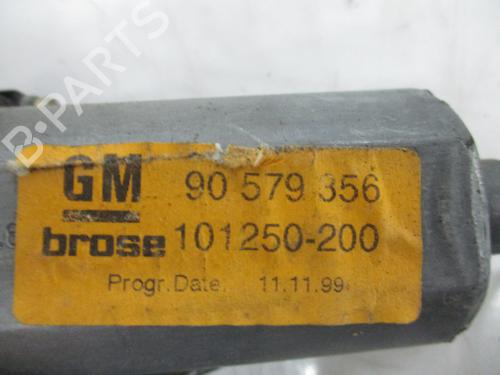 B-PARTS
GM 90 579 356
brose 101250-200
Progr. Date: 11.11.99